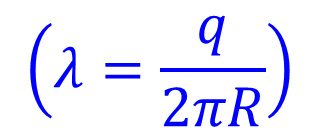 (λ = q / 2πR)